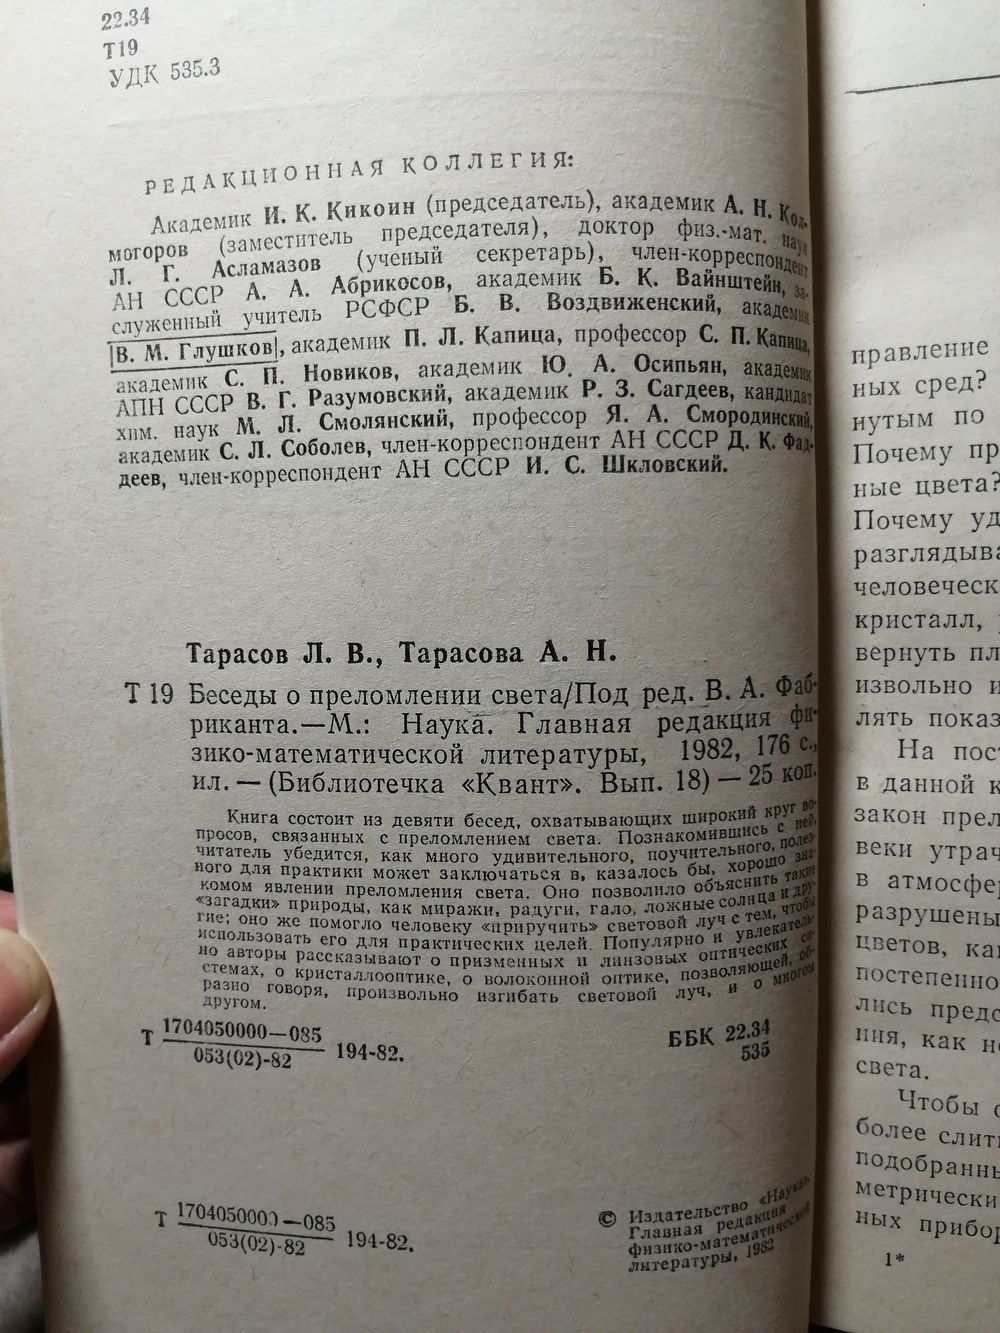 22.34
Т19
УДК 535.3
РЕДАКЦИОННАЯ КОЛЛЕГИЯ:
Академик И. К. Кикоин (председатель), академик А. Н. Кол-
могоров (заместитель председателя), доктор физ.-мат. наук
Л. Г. Асламазов (ученый секретарь), член-корреспондент
АН СССР А. А. Абрикосов, академик Б. К. Вайнштейн, за-
служенный учитель РСФСР Б. В. Воздвиженский, академик
В. М. Глушков, академик П. Л. Капица, профессор С. П. Капица,
академик С. П. Новиков, академик Ю. А. Осипьян, академик
АПН СССР В. Г. Разумовский, академик Р. З. Сагдеев, кандидат
хим. наук М. Л. Смолянский, профессор Я. А. Смородинский,
академик С. Л. Соболев, член-корреспондент АН СССР Д. К. Фад-
деев, член-корреспондент АН СССР И. С. Шкловский.
Тарасов Л. В., Тарасова А. Н.
Т 19 Беседы о преломлении света/Под ред. В. А. Фаб-
риканта.—М.: Наука. Главная редакция фи-
зико-математической литературы, 1982, 176 с.,
ил. — (Библиотечка «Квант». Вып. 18) — 25 коп.
Книга состоит из девяти бесед, охватывающих широкий круг во-
просов, связанных с преломлением света. Познакомившись с ней,
читатель убедится, как много удивительного, поучительного, полез-
ного для практики может заключаться в, казалось бы, хорошо зна-
комом явлении преломления света. Оно позволило объяснить такие
«загадки» природы, как миражи, радуги, гало, ложные солнца и дру-
гие; оно же помогло человеку «приручить» световой луч с тем, чтобы
использовать его для практических целей. Популярно и увлекатель-
но авторы рассказывают о призменных и линзовых оптических си-
стемах, о кристаллооптике, о волоконной оптике, позволяющей, об-
разно говоря, произвольно изгибать световой луч, и о многом
другом.
Т 1704050000—085
053(02)-82 194-82.
ББК 22.34
535
Т 1704050000—085
053(02)-82 194-82.
© Издательство «Наука»
Главная редакция
физико-математической
литературы, 1982
правление
ных сред?
нутым по
Почему пр
ные цвета?
Почему уд
разглядыва
человеческ
кристалл,
вернуть пл
извольно и
лять показ
На пост
в данной к
закон прел
веки утрач
в атмосфер
разрушены
цветов, как
постепенно
лись предс
ния, как не
света.
Чтобы с
более слит
подобранны
метрически
ных прибор
1*